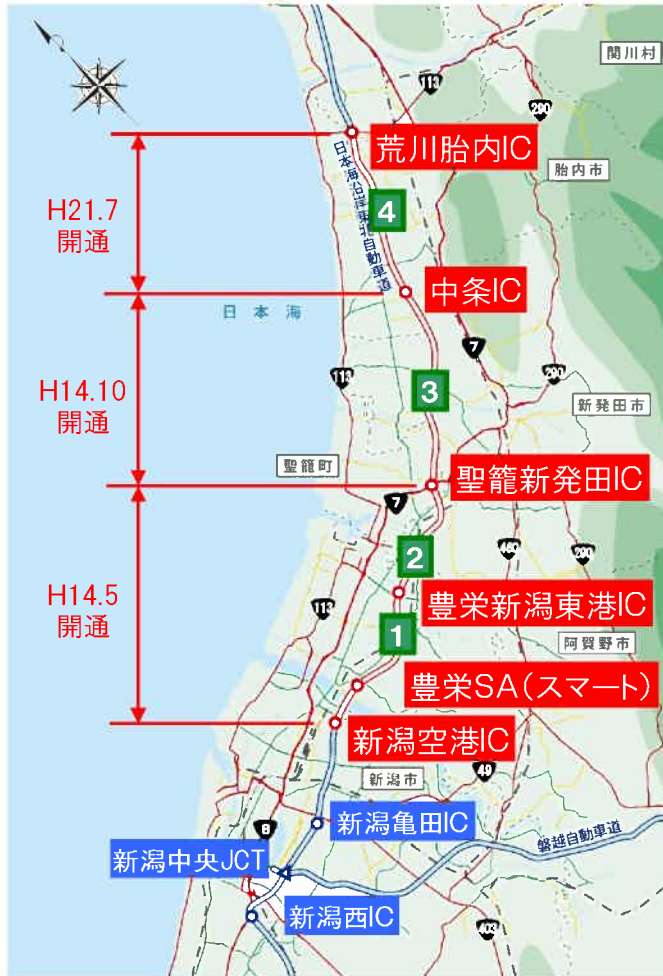 関川村
113
290
荒川胎内IC
日本海沿岸東北自動車道
胎内市
H21.7
開通
4
中条IC
日本海
7
113
290
3
H14.10
開通
新発田市
聖籠町
聖籠新発田IC
7
460
290
2
H14.5
開通
113
豊栄新潟東港IC
1
阿賀野市
豊栄SA(スマート)
新潟空港IC
新潟市
49
8
新潟亀田IC
磐越自動車道
新潟中央JCT
新潟西IC
403